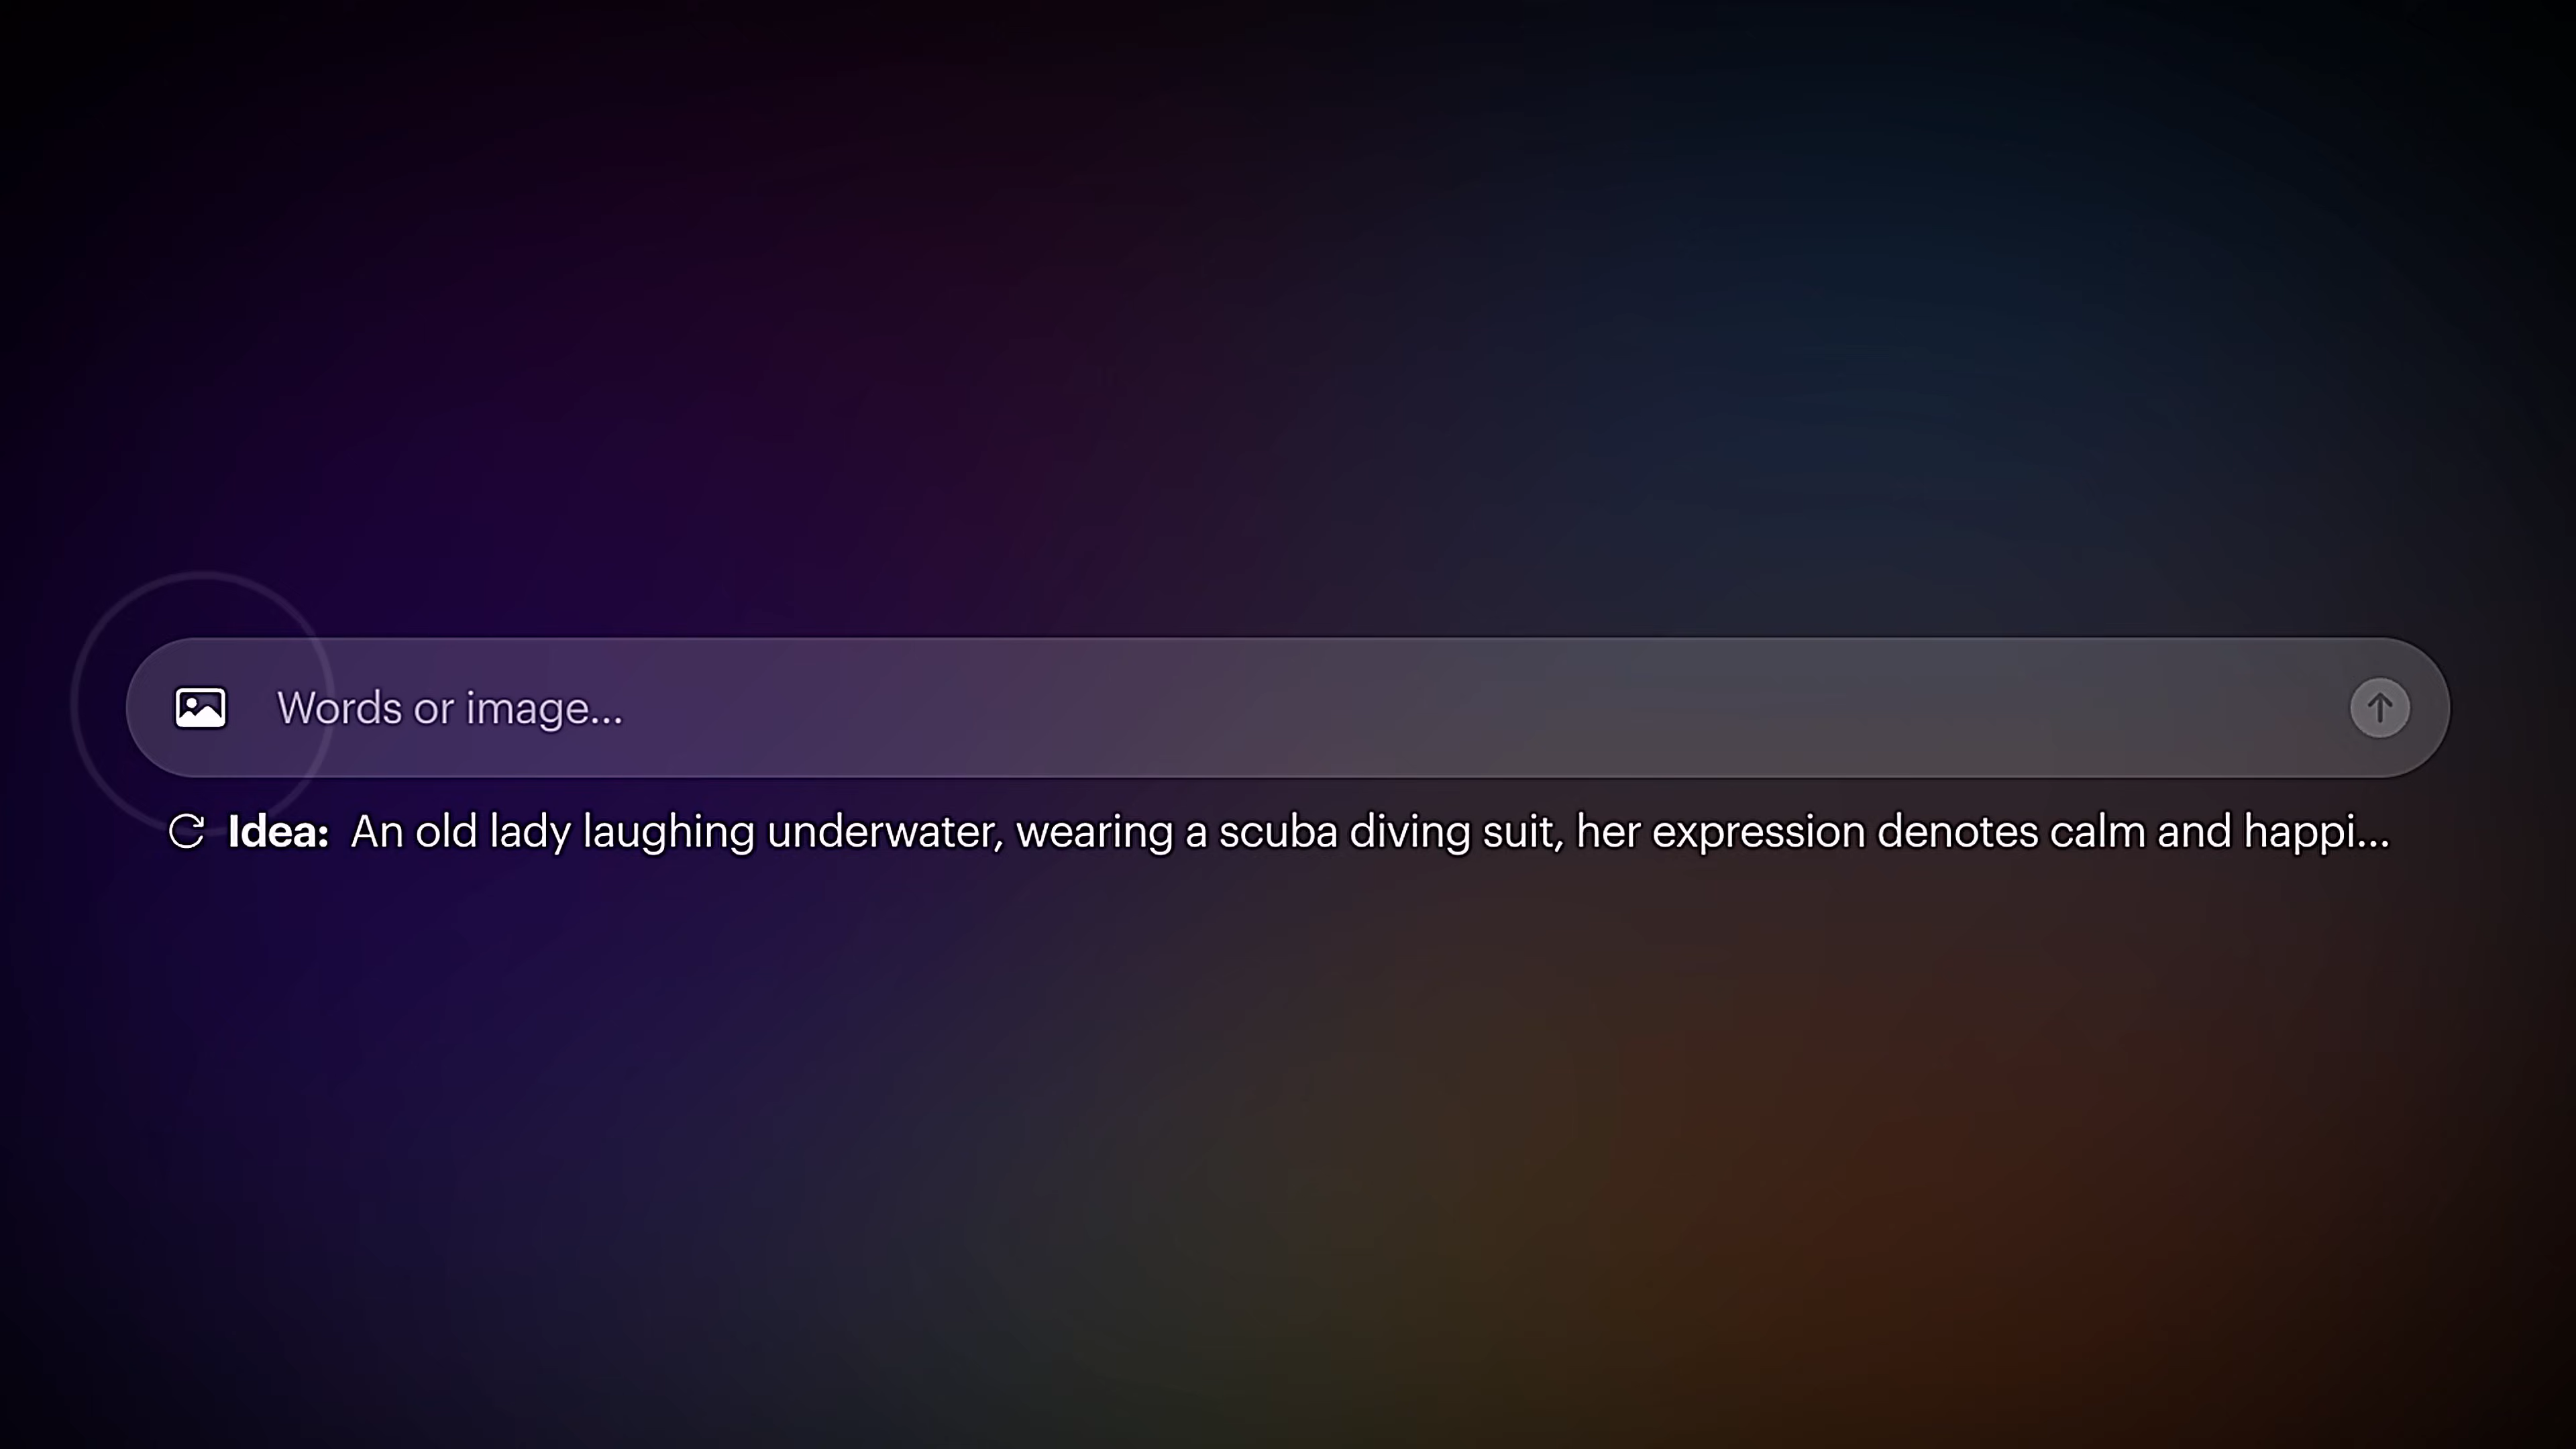 Words or image...
Idea: An old lady laughing underwater, wearing a scuba diving suit, her expression denotes calm and happi...